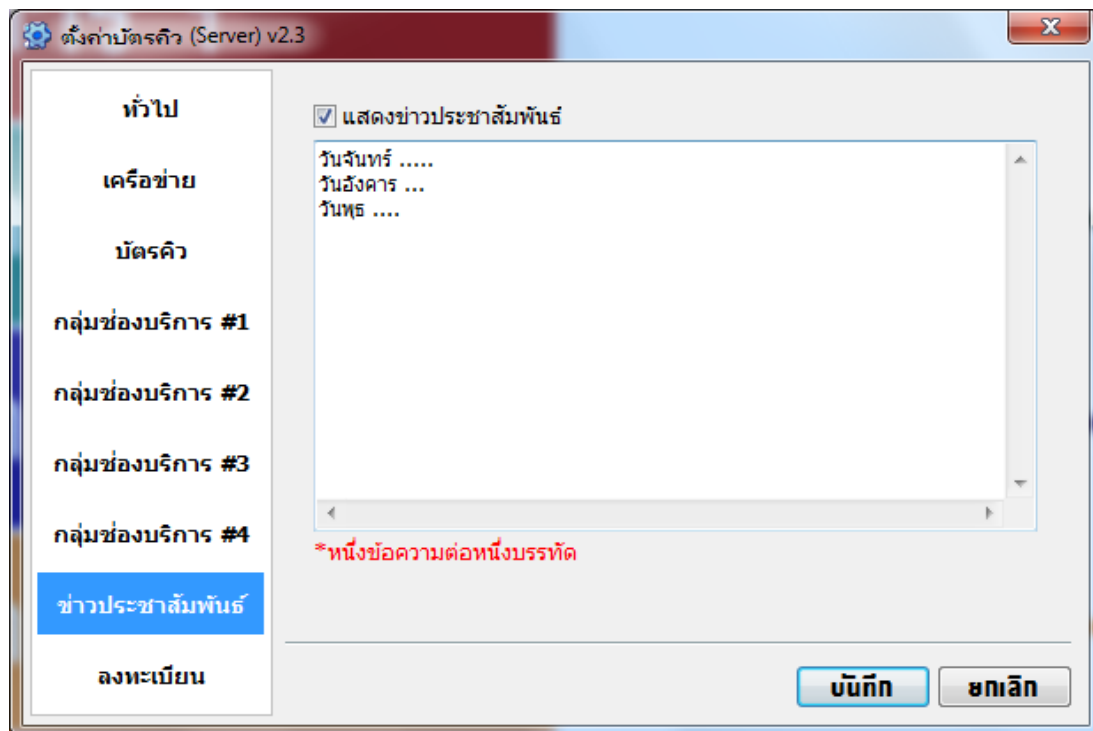 ตั้งค่าบัตรคิว (Server) v2.3
ทั่วไป
เครือข่าย
บัตรคิว
กลุ่มช่องบริการ #1
กลุ่มช่องบริการ #2
กลุ่มช่องบริการ #3
กลุ่มช่องบริการ #4
ข่าวประชาสัมพันธ์
ลงทะเบียน
แสดงข่าวประชาสัมพันธ์
วันจันทร์ .....
วันอังคาร ...
วันพุธ ....
*หนึ่งข้อความต่อหนึ่งบรรทัด
บันทึก
ยกเลิก